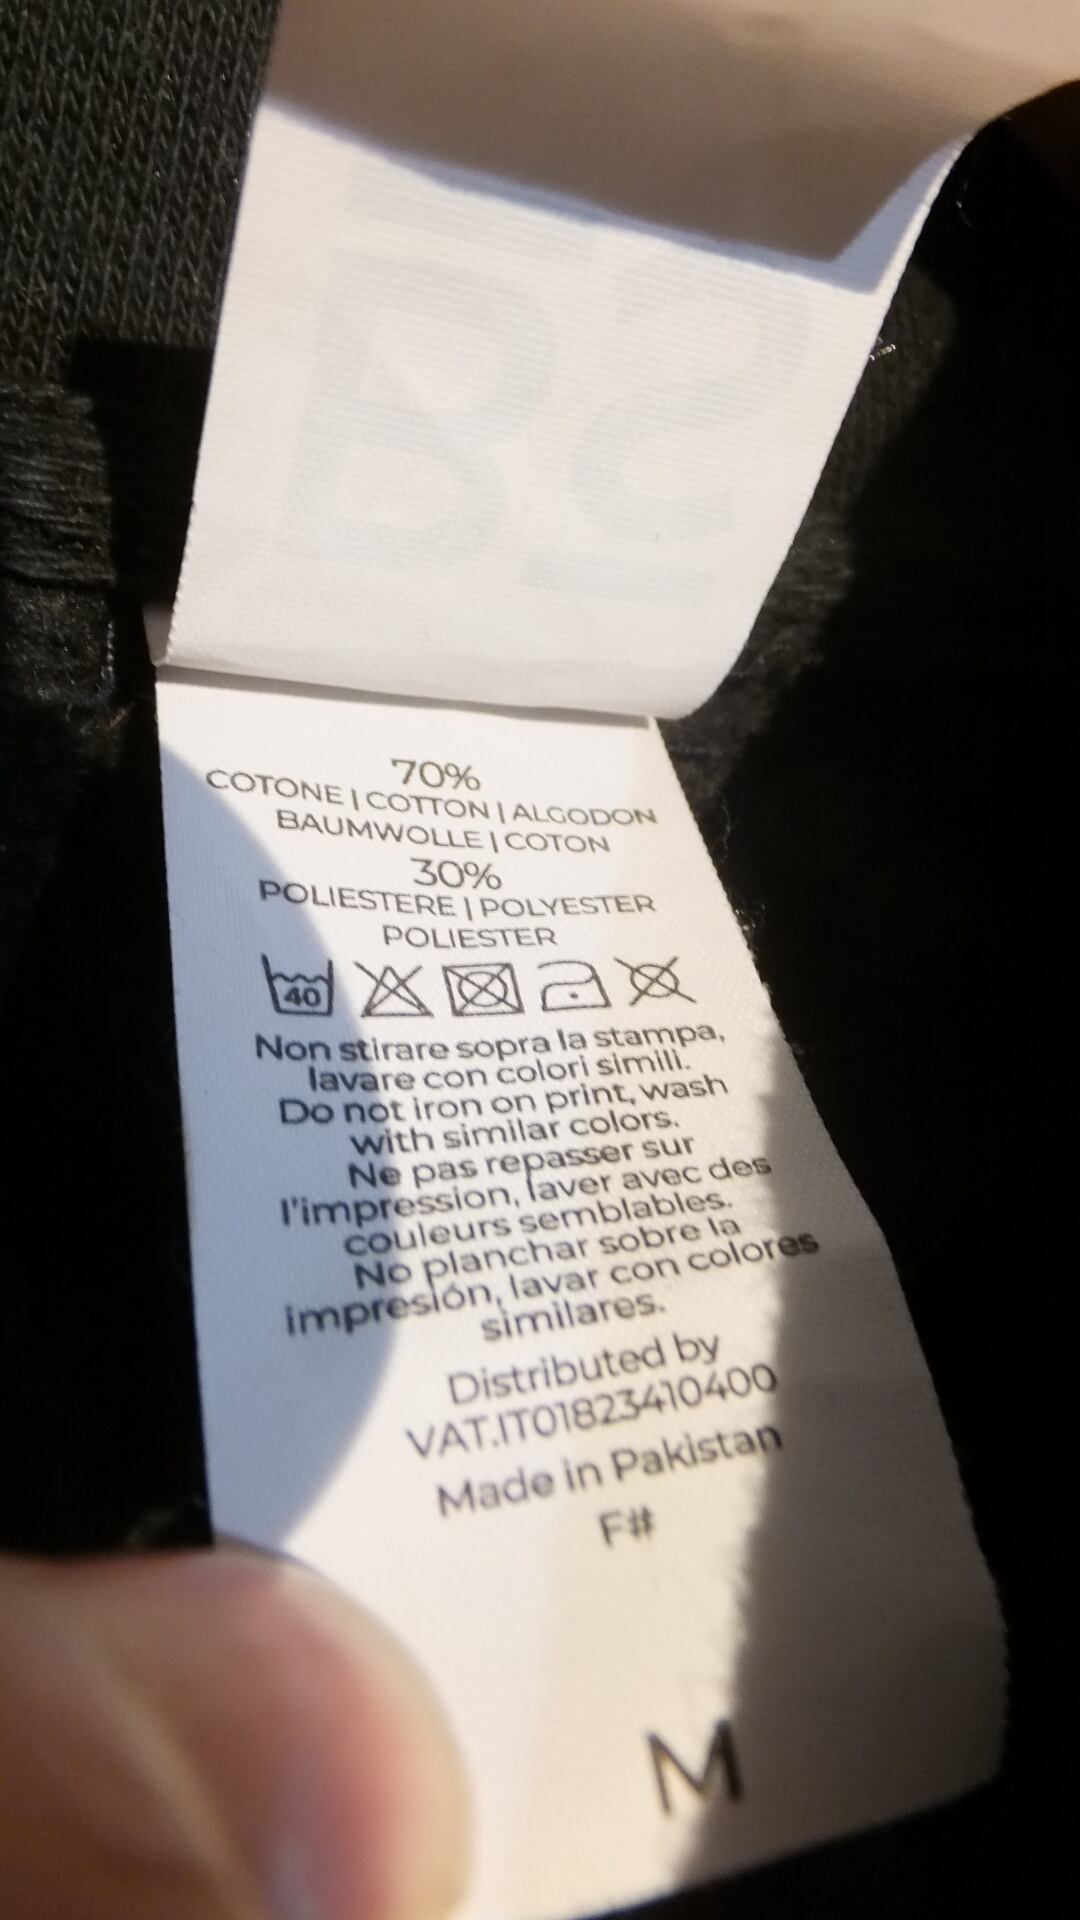 70%
COTONE | COTTON | ALGODON
BAUMWOLLE | COTON
30%
POLIESTERE | POLYESTER
POLIESTER
40
Non stirare sopra la stampa,
lavare con colori simili.
Do not iron on print, wash
with similar colors.
Ne pas repasser sur
l'impression, laver avec des
couleurs semblables.
No planchar sobre la
impresión, lavar con colores
similares.
Distributed by
VAT.IT01823410400
Made in Pakistan
F#
M